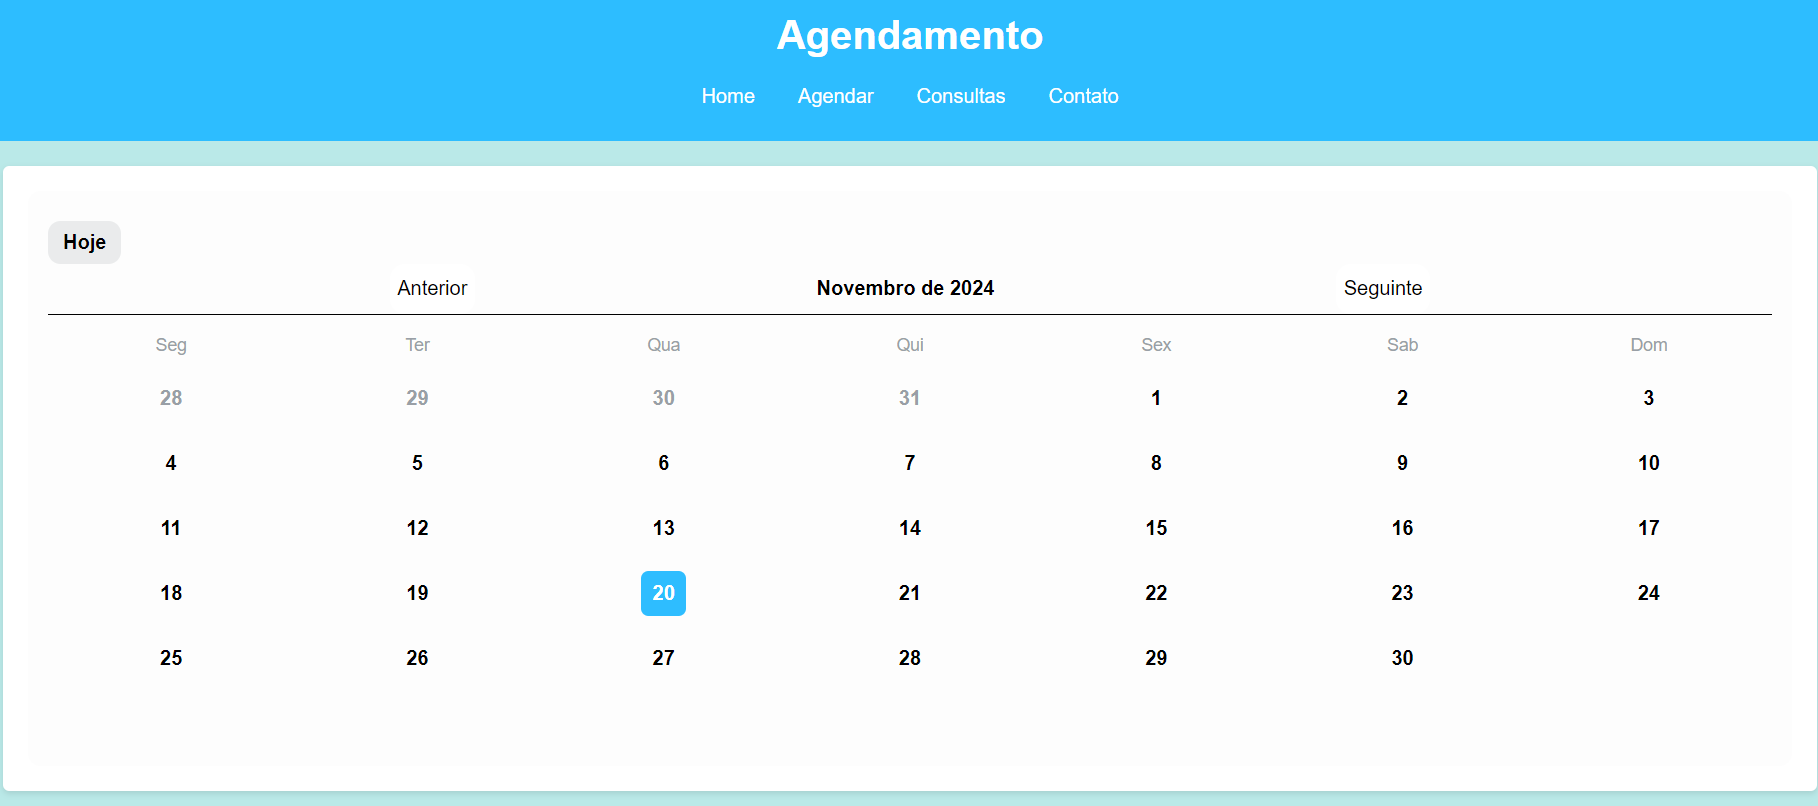 Agendamento
Home Agendar Consultas Contato
Hoje
Anterior Novembro de 2024 Seguinte
Seg Ter Qua Qui Sex Sab Dom
28 29 30 31 1 2 3
4 5 6 7 8 9 10
11 12 13 14 15 16 17
18 19 20 21 22 23 24
25 26 27 28 29 30